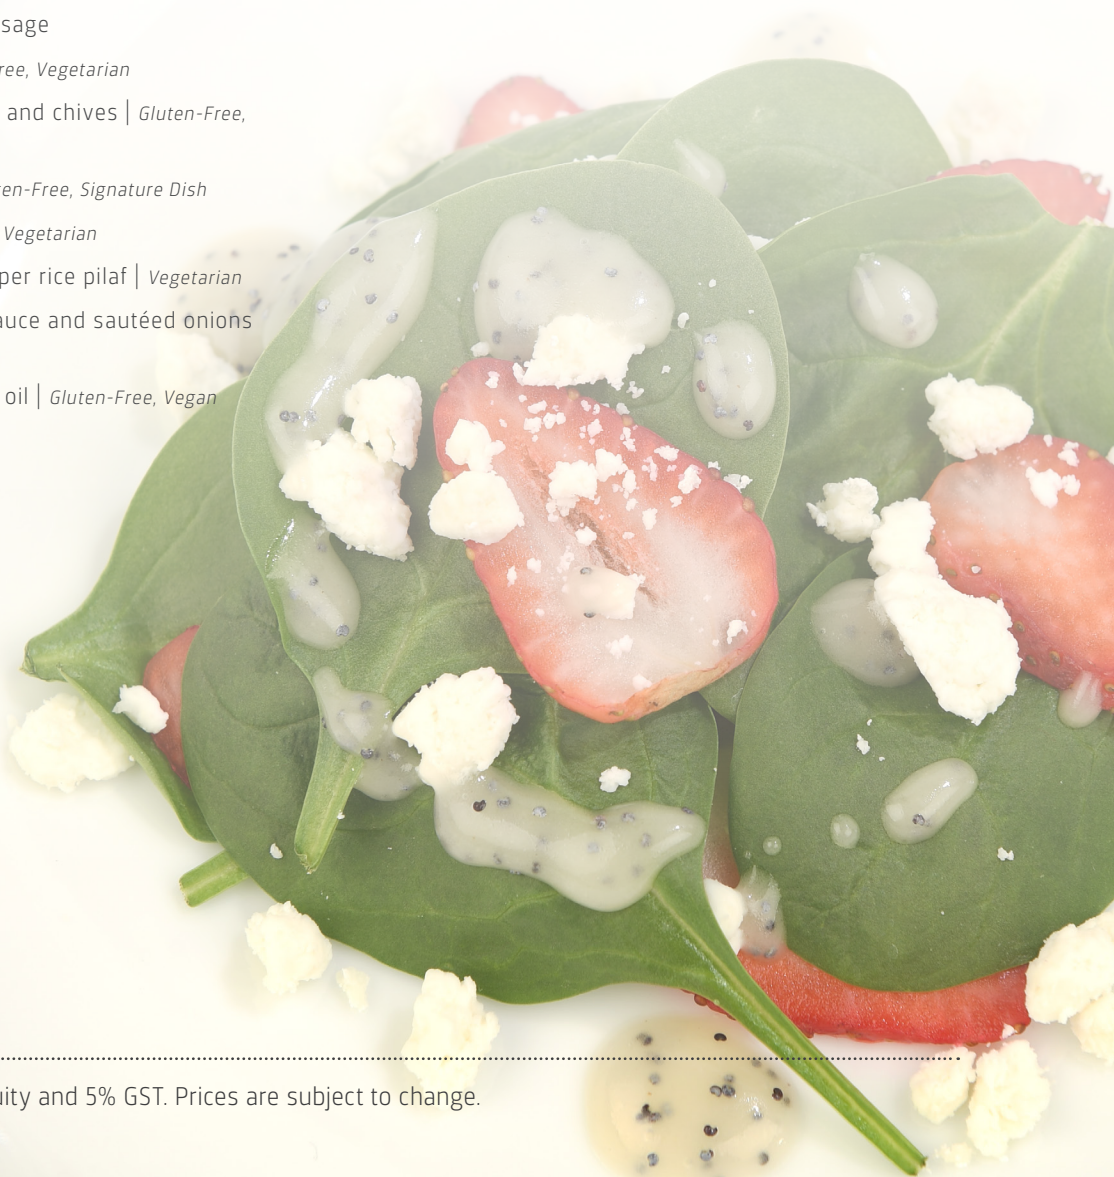 sage
ree, Vegetarian
and chives | Gluten-Free,
en-Free, Signature Dish
Vegetarian
per rice pilaf | Vegetarian
auce and sautéed onions
oil | Gluten-Free, Vegan
uity and 5% GST. Prices are subject to change.